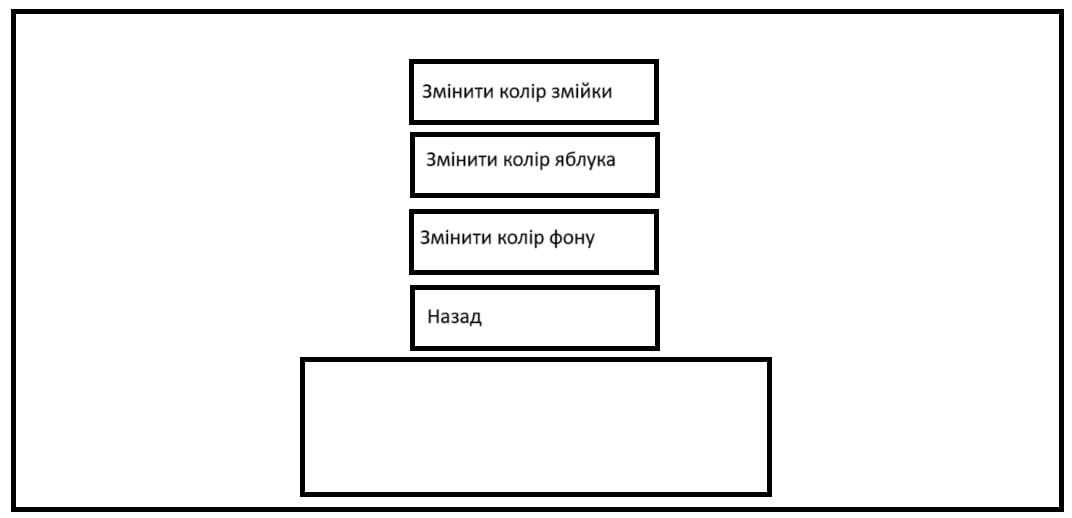 Змінити колір змійки
Змінити колір яблука
Змінити колір фону
Назад